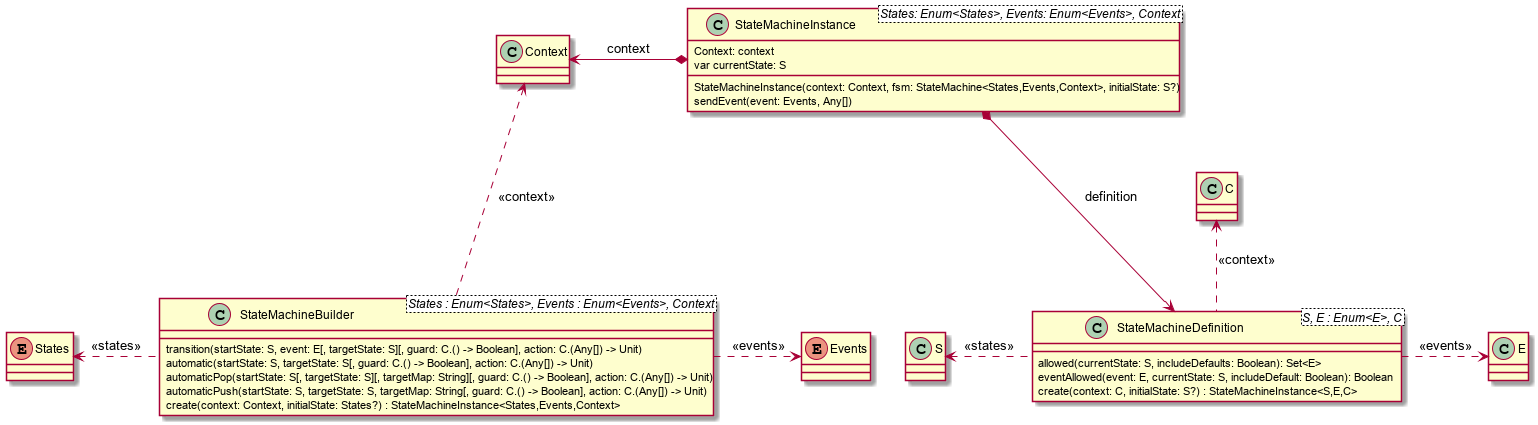 States: Enum<States>, Events: Enum<Events>, Context
C StateMachineInstance
Context: context
var currentState: S
StateMachineInstance(context: Context, fsm: StateMachine<States,Events,Context>, initialState: S?)
sendEvent(event: Events, Any[])
C Context
context
definition
«context»
C C
«context»
States : Enum<States>, Events : Enum<Events>, Context
C StateMachineBuilder
transition(startState: S, event: E[, targetState: S][, guard: C.() -> Boolean], action: C.(Any[]) -> Unit)
automatic(startState: S, targetState: S[, guard: C.() -> Boolean], action: C.(Any[]) -> Unit)
automaticPop(startState: S[, targetState: S][, targetMap: String][, guard: C.() -> Boolean], action: C.(Any[]) -> Unit)
automaticPush(startState: S, targetState: S, targetMap: String[, guard: C.() -> Boolean], action: C.(Any[]) -> Unit)
create(context: Context, initialState: States?) : StateMachineInstance<States,Events,Context>
E States
«states»
«events»
E Events
S, E : Enum<E>, C
C StateMachineDefinition
allowed(currentState: S, includeDefaults: Boolean): Set<E>
eventAllowed(event: E, currentState: S, includeDefault: Boolean): Boolean
create(context: C, initialState: S?) : StateMachineInstance<S,E,C>
C S
«states»
«events»
C E